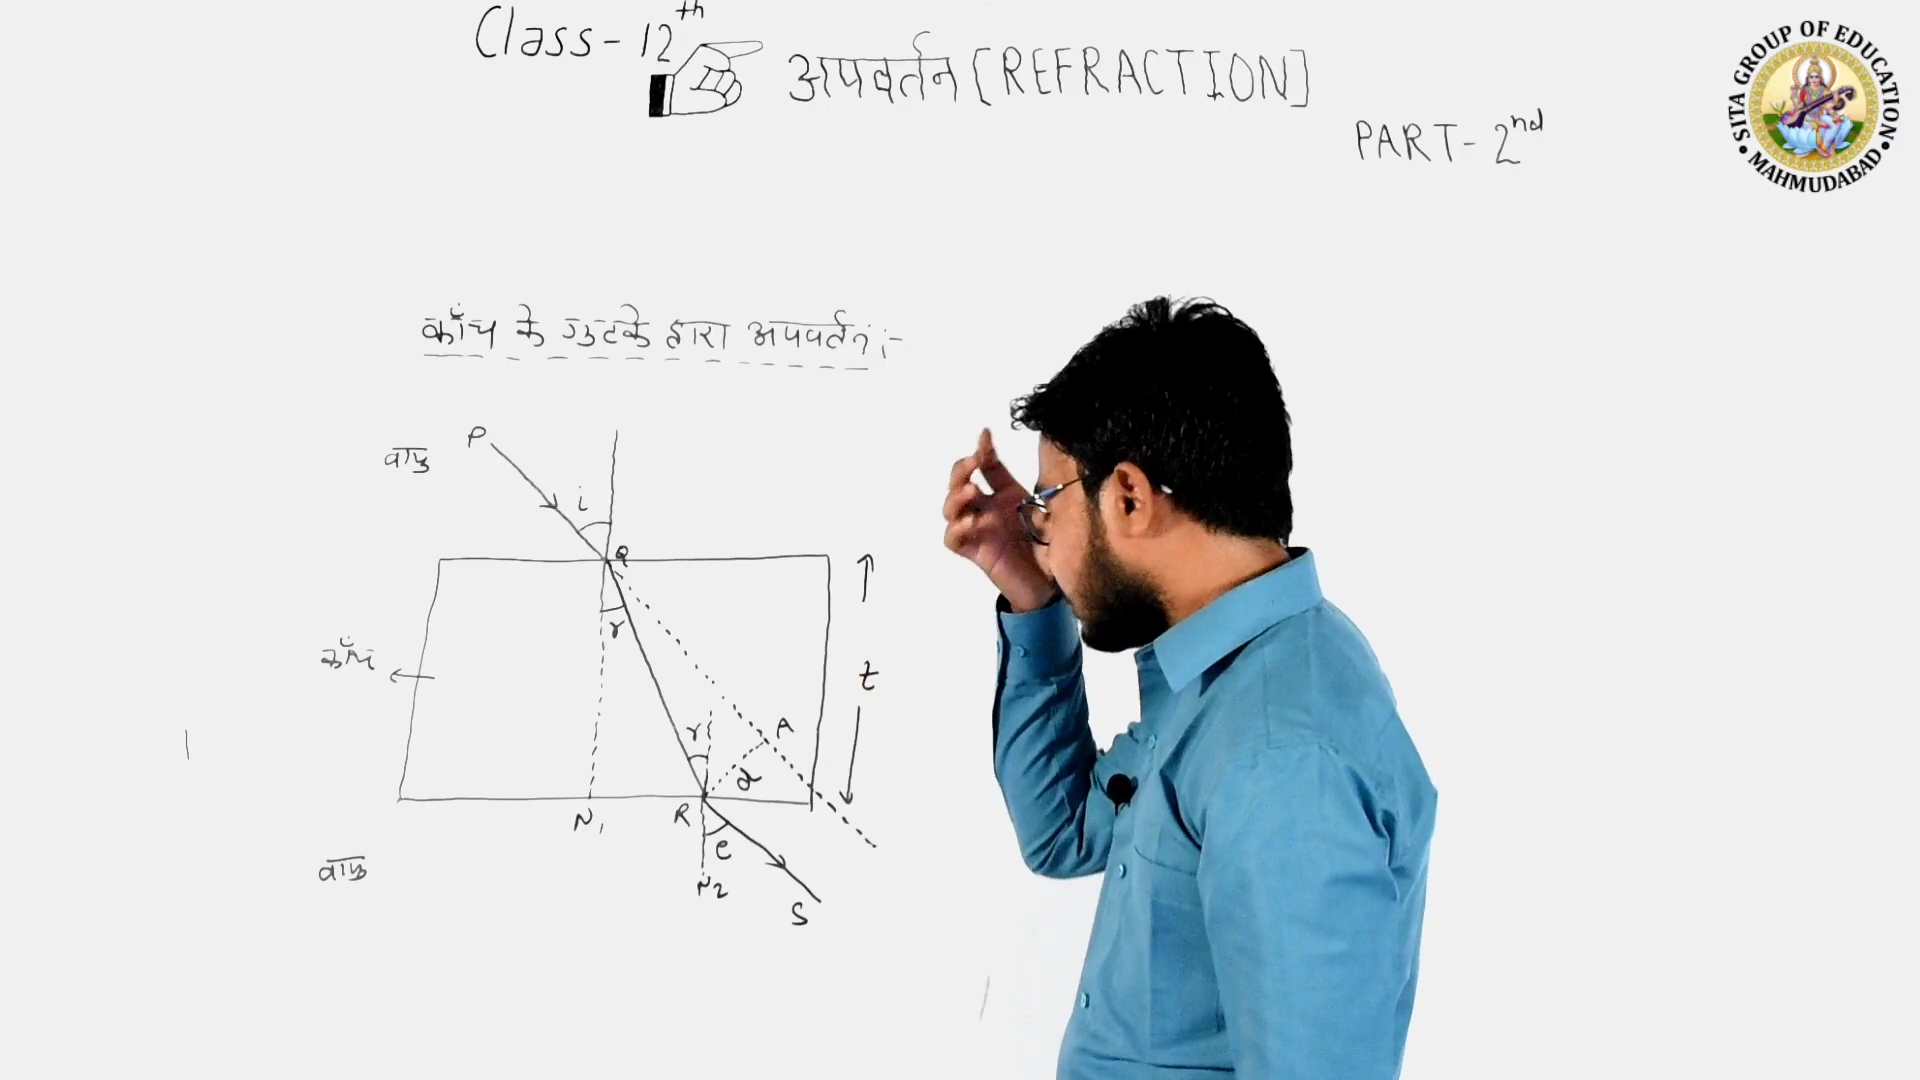 Class-12th
अपवर्तन [REFRACTION]
PART-2nd
SITA GROUP OF EDUCATION
MAHMUDABAD
काँच के गुटके द्वारा अपवर्तन :-
P
वायु
i
Q
r
काँच
t
r
A
d
R
N1
e
वायु
N2
S